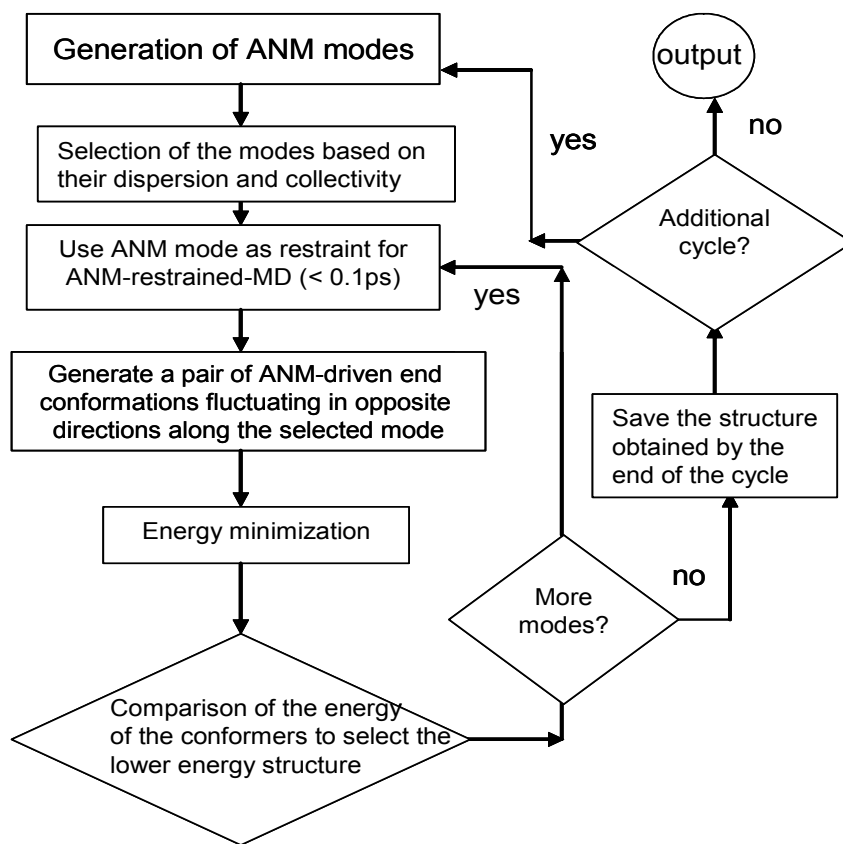 Generation of ANM modes
Selection of the modes based on
their dispersion and collectivity
Use ANM mode as restraint for
ANM-restrained-MD (< 0.1ps)
Generate a pair of ANM-driven end
conformations fluctuating in opposite
directions along the selected mode
Energy minimization
Comparison of the energy
of the conformers to select the
lower energy structure
More
modes?
yes
no
Save the structure
obtained by the
end of the cycle
Additional
cycle?
yes
no
output